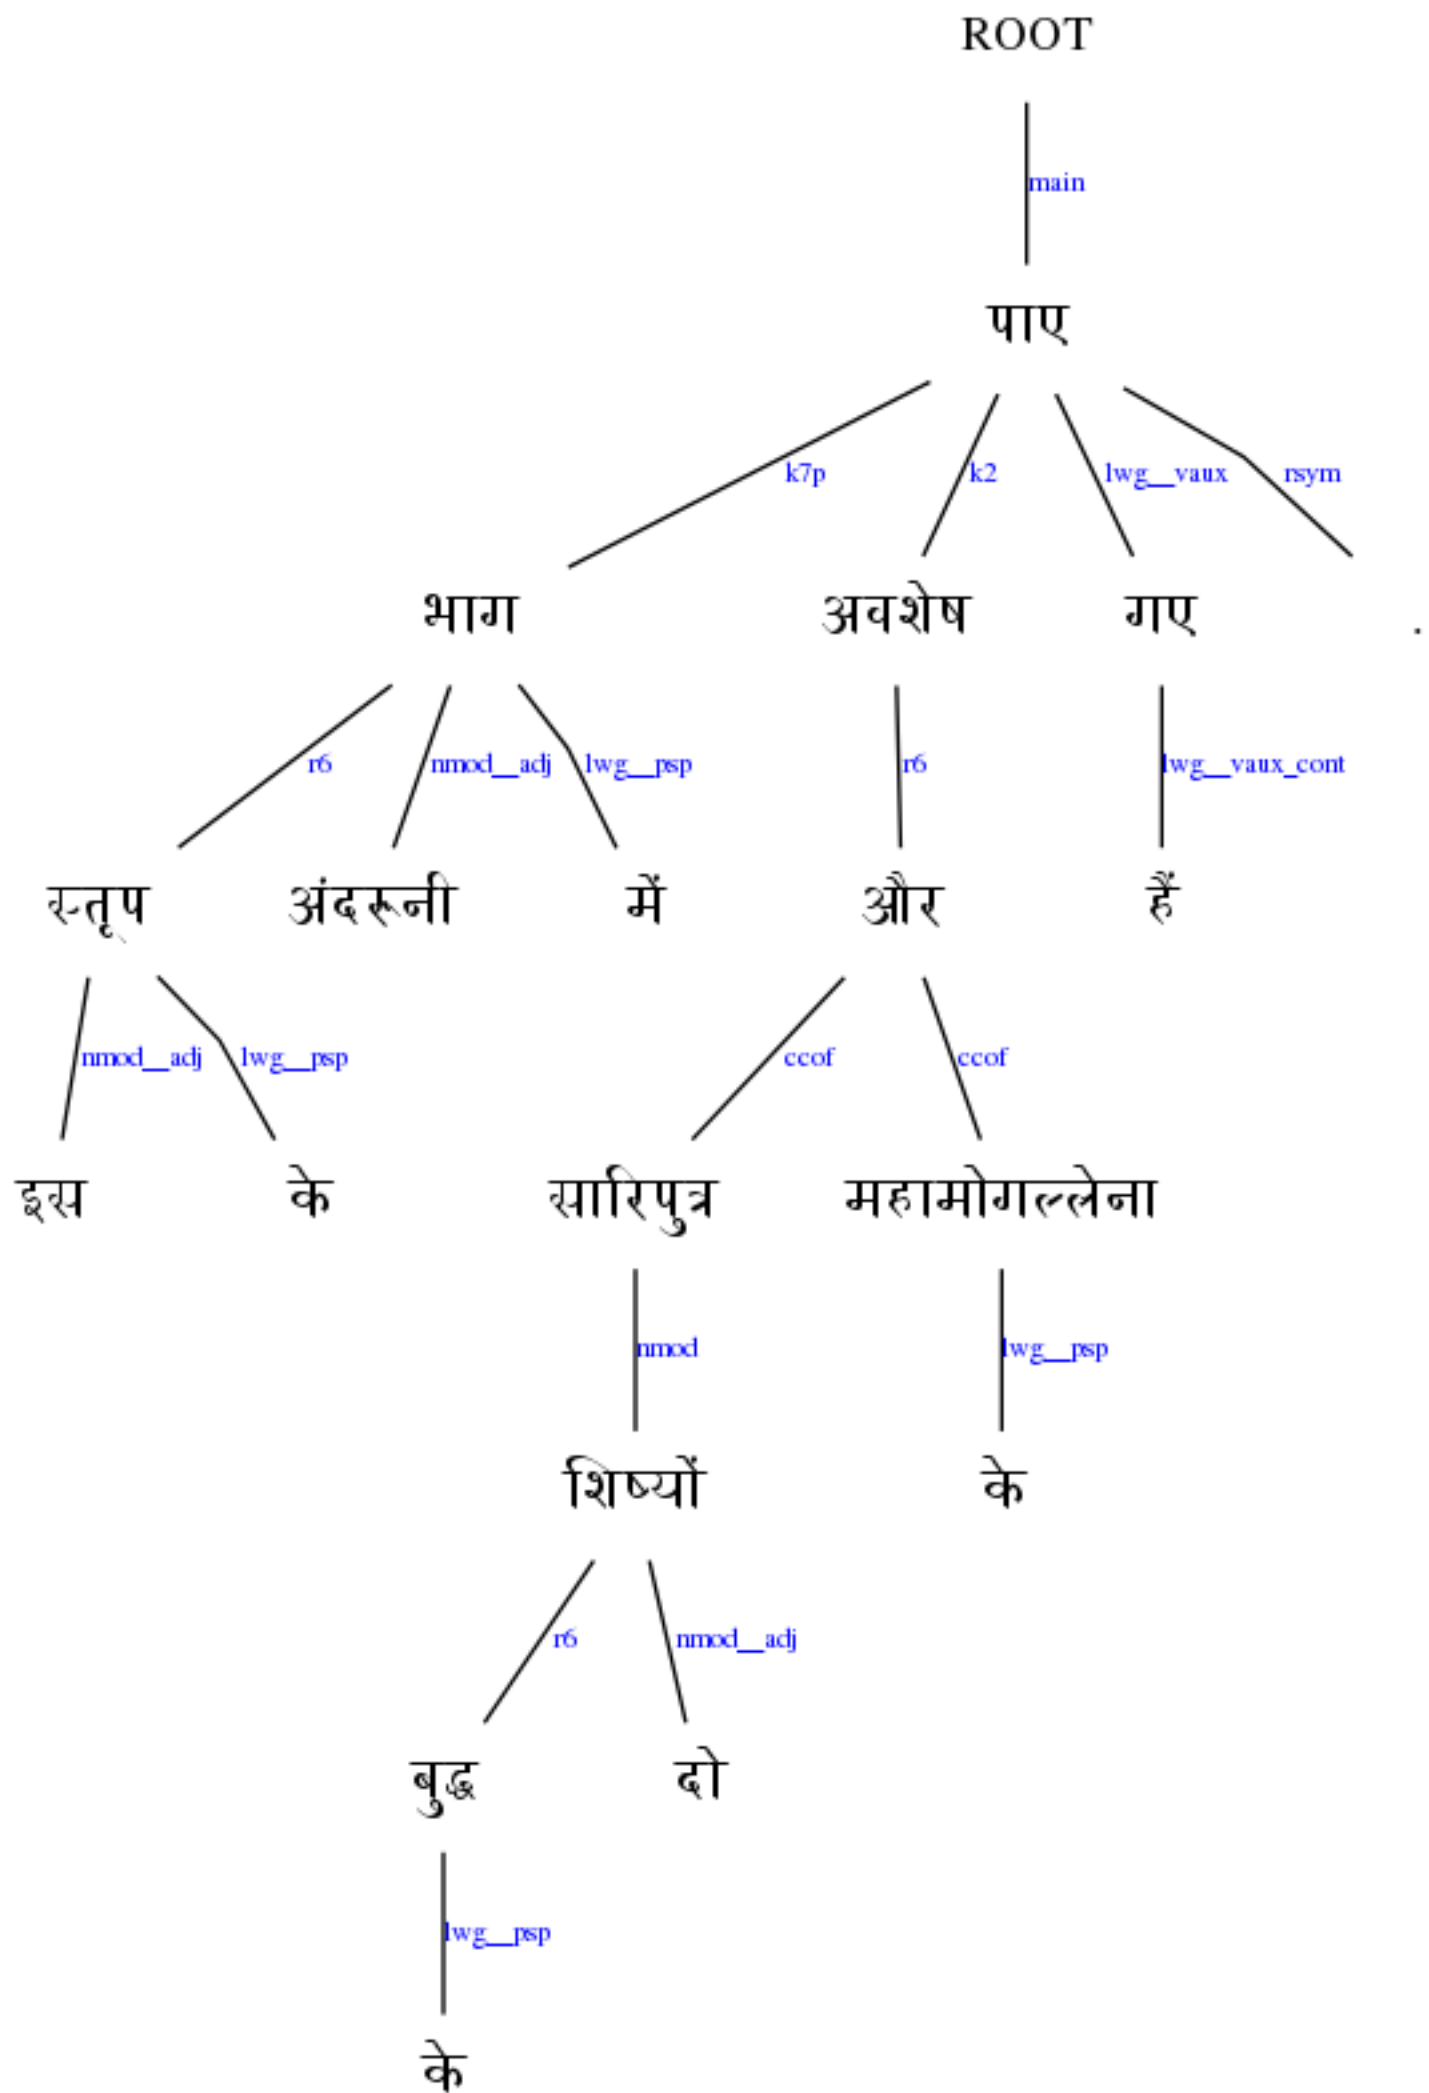 ROOT
main
पाए
k7p k2 lwg__vaux rsym
भाग अवशेष गए .
r6 nmod__adj lwg__psp r6 lwg__vaux_cont
स्तूप अंदरूनी में और हैं
nmod__adj lwg__psp ccof ccof
इस के सारिपुत्र महामोगल्लेना
nmod lwg__psp
शिष्यों के
r6 nmod__adj
बुद्ध दो
lwg__psp
के